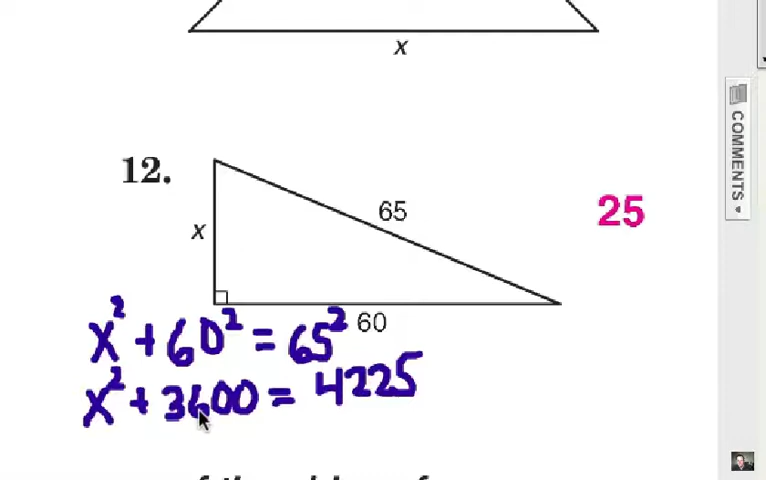 x
12.
65
25
x
60
x² + 60² = 65²
x² + 3600 = 4225
COMMENTS